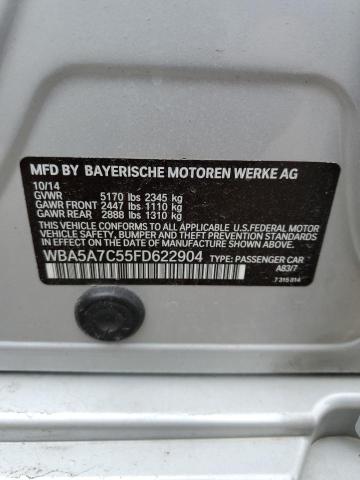 MFD BY BAYERISCHE MOTOREN WERKE AG
10/14
GVWR 5170 lbs 2345 kg
GAWR FRONT 2447 lbs 1110 kg
GAWR REAR 2888 lbs 1310 kg
THIS VEHICLE CONFORMS TO ALL APPLICABLE U.S.FEDERAL MOTOR
VEHICLE SAFETY, BUMPER, AND THEFT PREVENTION STANDARDS IN
EFFECT ON THE DATE OF MANUFACTURE SHOWN ABOVE.
WBA5A7C55FD622904 TYPE: PASSENGER CAR
A83/7
7 315 814